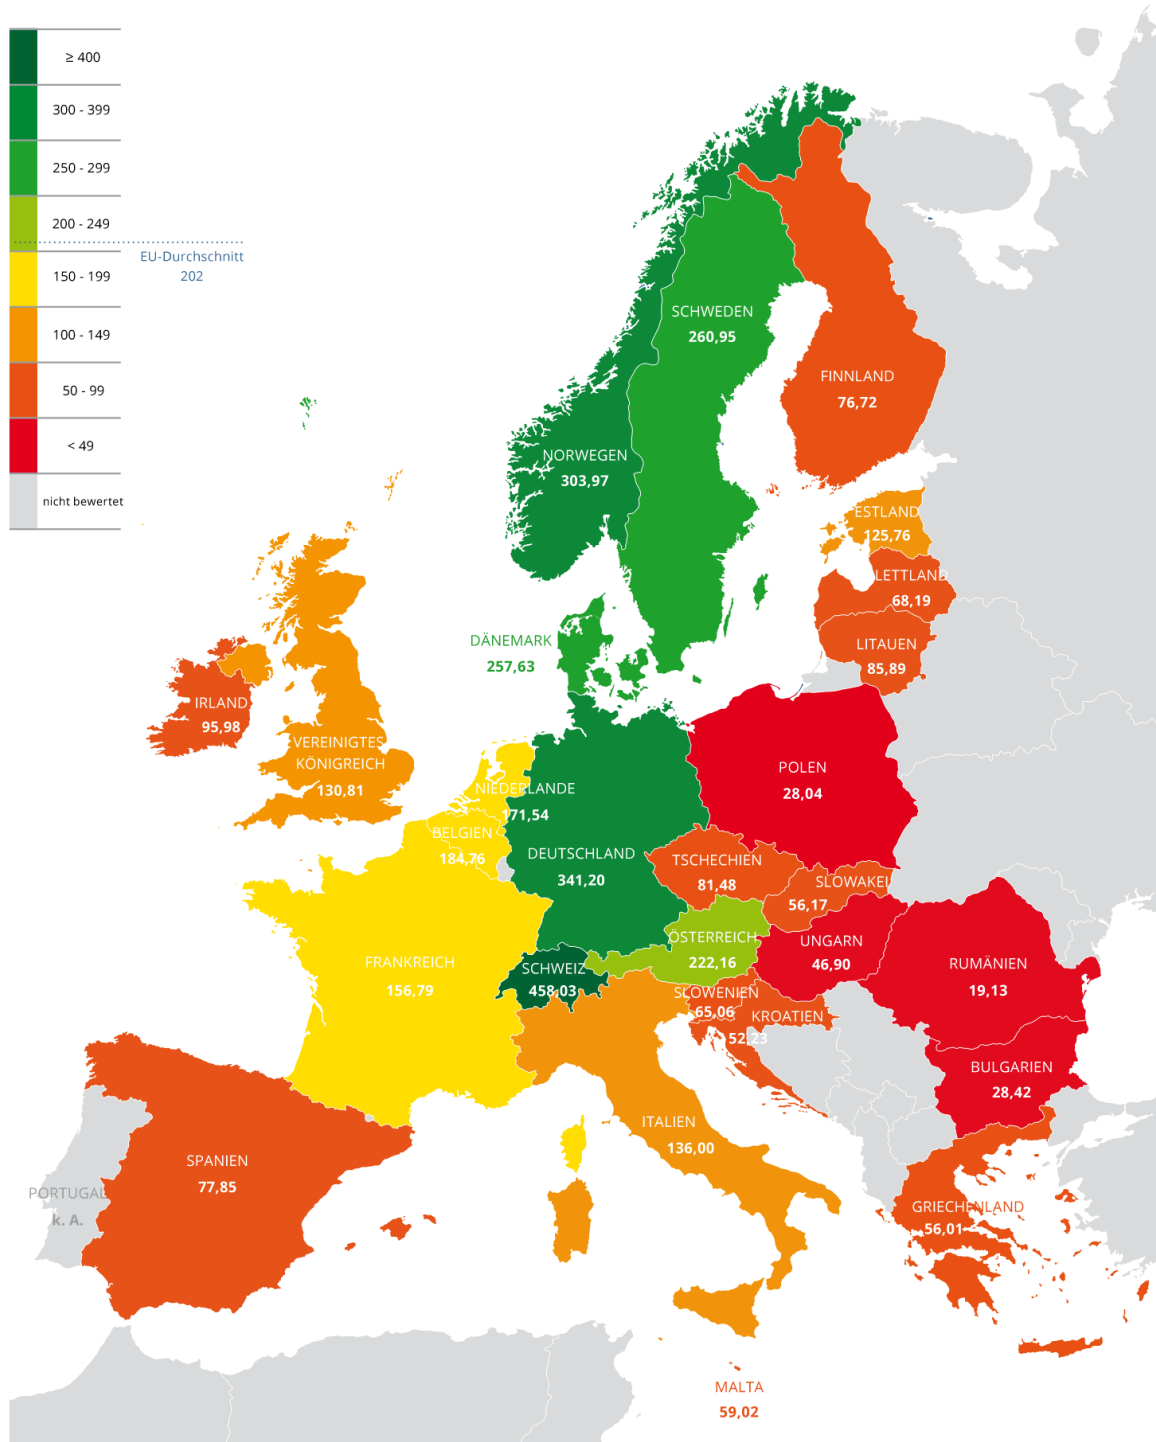 ≥ 400
300 - 399
250 - 299
200 - 249
EU-Durchschnitt
202
150 - 199
100 - 149
50 - 99
< 49
nicht bewertet
SCHWEDEN
260,95
FINNLAND
76,72
NORWEGEN
303,97
ESTLAND
125,76
LETTLAND
68,19
DÄNEMARK
257,63
LITAUEN
85,89
IRLAND
95,98
VEREINIGTES
KÖNIGREICH
130,81
POLEN
28,04
NIEDERLANDE
171,54
BELGIEN
184,76
DEUTSCHLAND
341,20
TSCHECHIEN
81,48
SLOWAKEI
56,17
ÖSTERREICH
222,16
UNGARN
46,90
FRANKREICH
156,79
SCHWEIZ
458,03
RUMÄNIEN
19,13
SLOWENIEN
65,06
KROATIEN
52,23
BULGARIEN
28,42
ITALIEN
136,00
SPANIEN
77,85
PORTUGAL
k. A.
GRIECHENLAND
56,01
MALTA
59,02